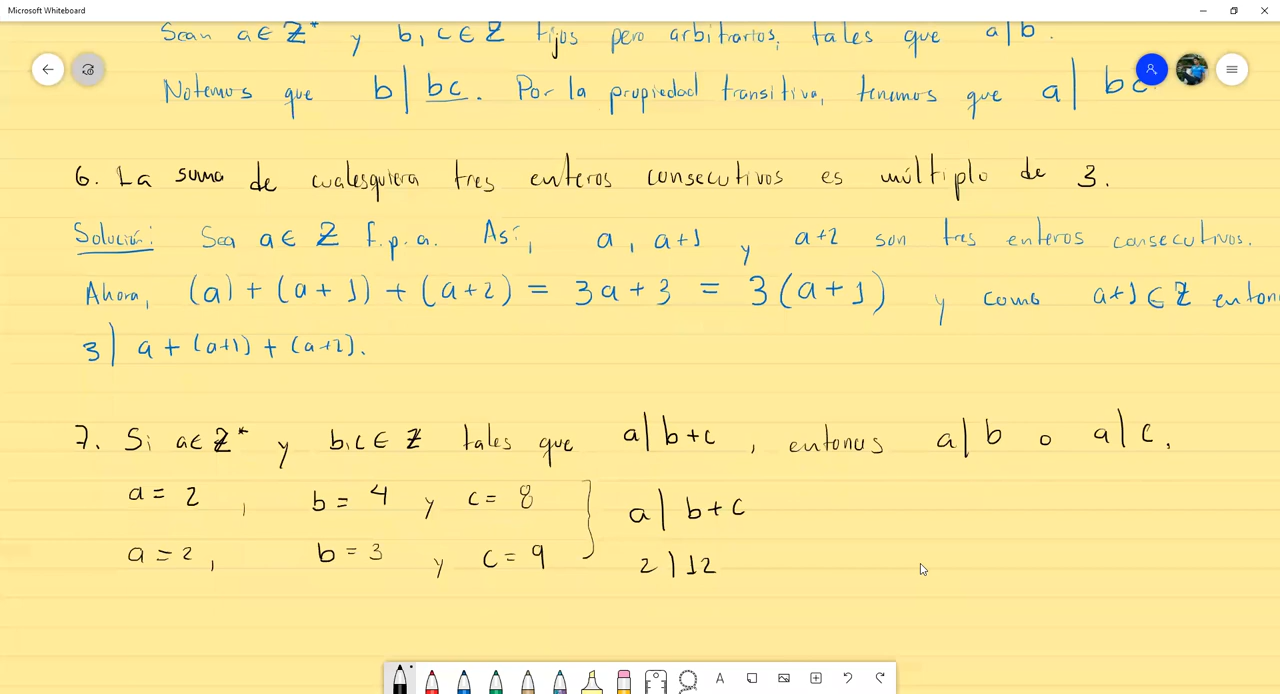 Microsoft Whiteboard
Sean a ∈ ℤ* y b, c ∈ ℤ fijos pero arbitrarios, tales que a|b.
Notemos que b|bc. Por la propiedad transitiva, tenemos que a|bc
6. La suma de cualesquiera tres enteros consecutivos es múltiplo de 3.
Solución: Sea a ∈ ℤ f.p.a. Así, a, a+1 y a+2 son tres enteros consecutivos.
Ahora, (a) + (a+1) + (a+2) = 3a+3 = 3(a+1) y como a+1 ∈ ℤ enton
3| a + (a+1) + (a+2).
7. Si a ∈ ℤ* y b,c ∈ ℤ tales que a|b+c, entonces a|b o a|c.
a = 2, b = 4 y c = 8 a|b+c
a = 2, b = 3 y c = 9 2|12
A